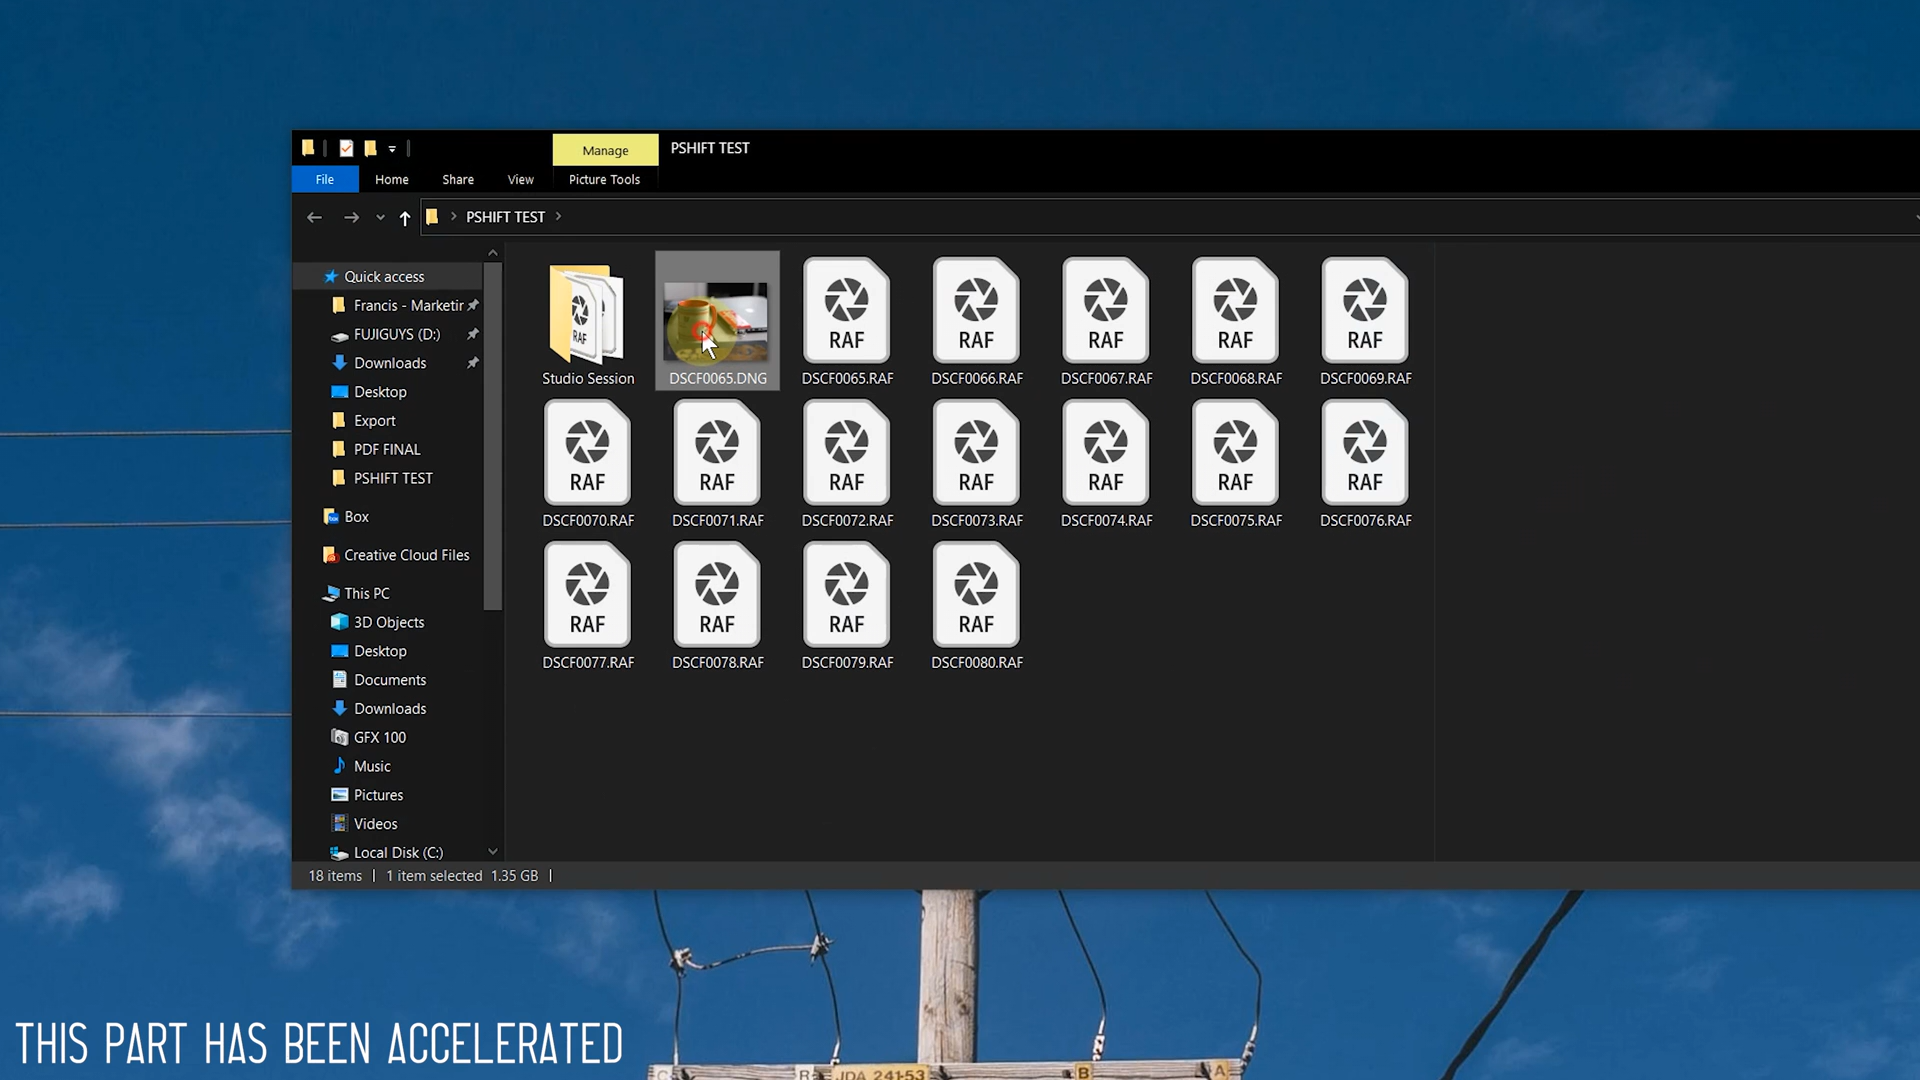 Manage
PSHIFT TEST
File
Home
Share
View
Picture Tools
PSHIFT TEST
Quick access
Francis - Marketir
FUJIGUYS (D:)
Downloads
Desktop
Export
PDF FINAL
PSHIFT TEST
Box
Creative Cloud Files
This PC
3D Objects
Desktop
Documents
Downloads
GFX 100
Music
Pictures
Videos
Local Disk (C:)
RAF
RAF
RAF
RAF
RAF
RAF
Studio Session
DSCF0065.DNG
DSCF0065.RAF
DSCF0066.RAF
DSCF0067.RAF
DSCF0068.RAF
DSCF0069.RAF
RAF
RAF
RAF
RAF
RAF
RAF
RAF
DSCF0070.RAF
DSCF0071.RAF
DSCF0072.RAF
DSCF0073.RAF
DSCF0074.RAF
DSCF0075.RAF
DSCF0076.RAF
RAF
RAF
RAF
RAF
DSCF0077.RAF
DSCF0078.RAF
DSCF0079.RAF
DSCF0080.RAF
18 items
1 item selected 1.35 GB
THIS PART HAS BEEN ACCELERATED
C R JDA 241-53 B A